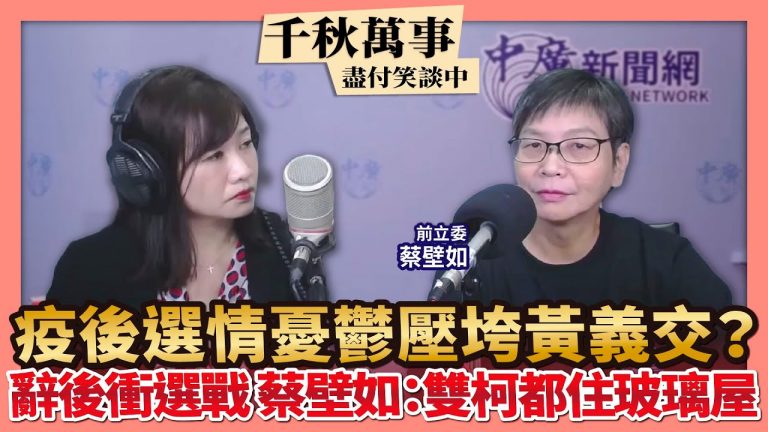 千秋萬事
盡付笑談中
中廣新聞網
NETWORK
中廣
前立委
蔡壁如
疫後選情憂鬱壓垮黃義交?
辭後衝選戰 蔡壁如:雙柯都住玻璃屋